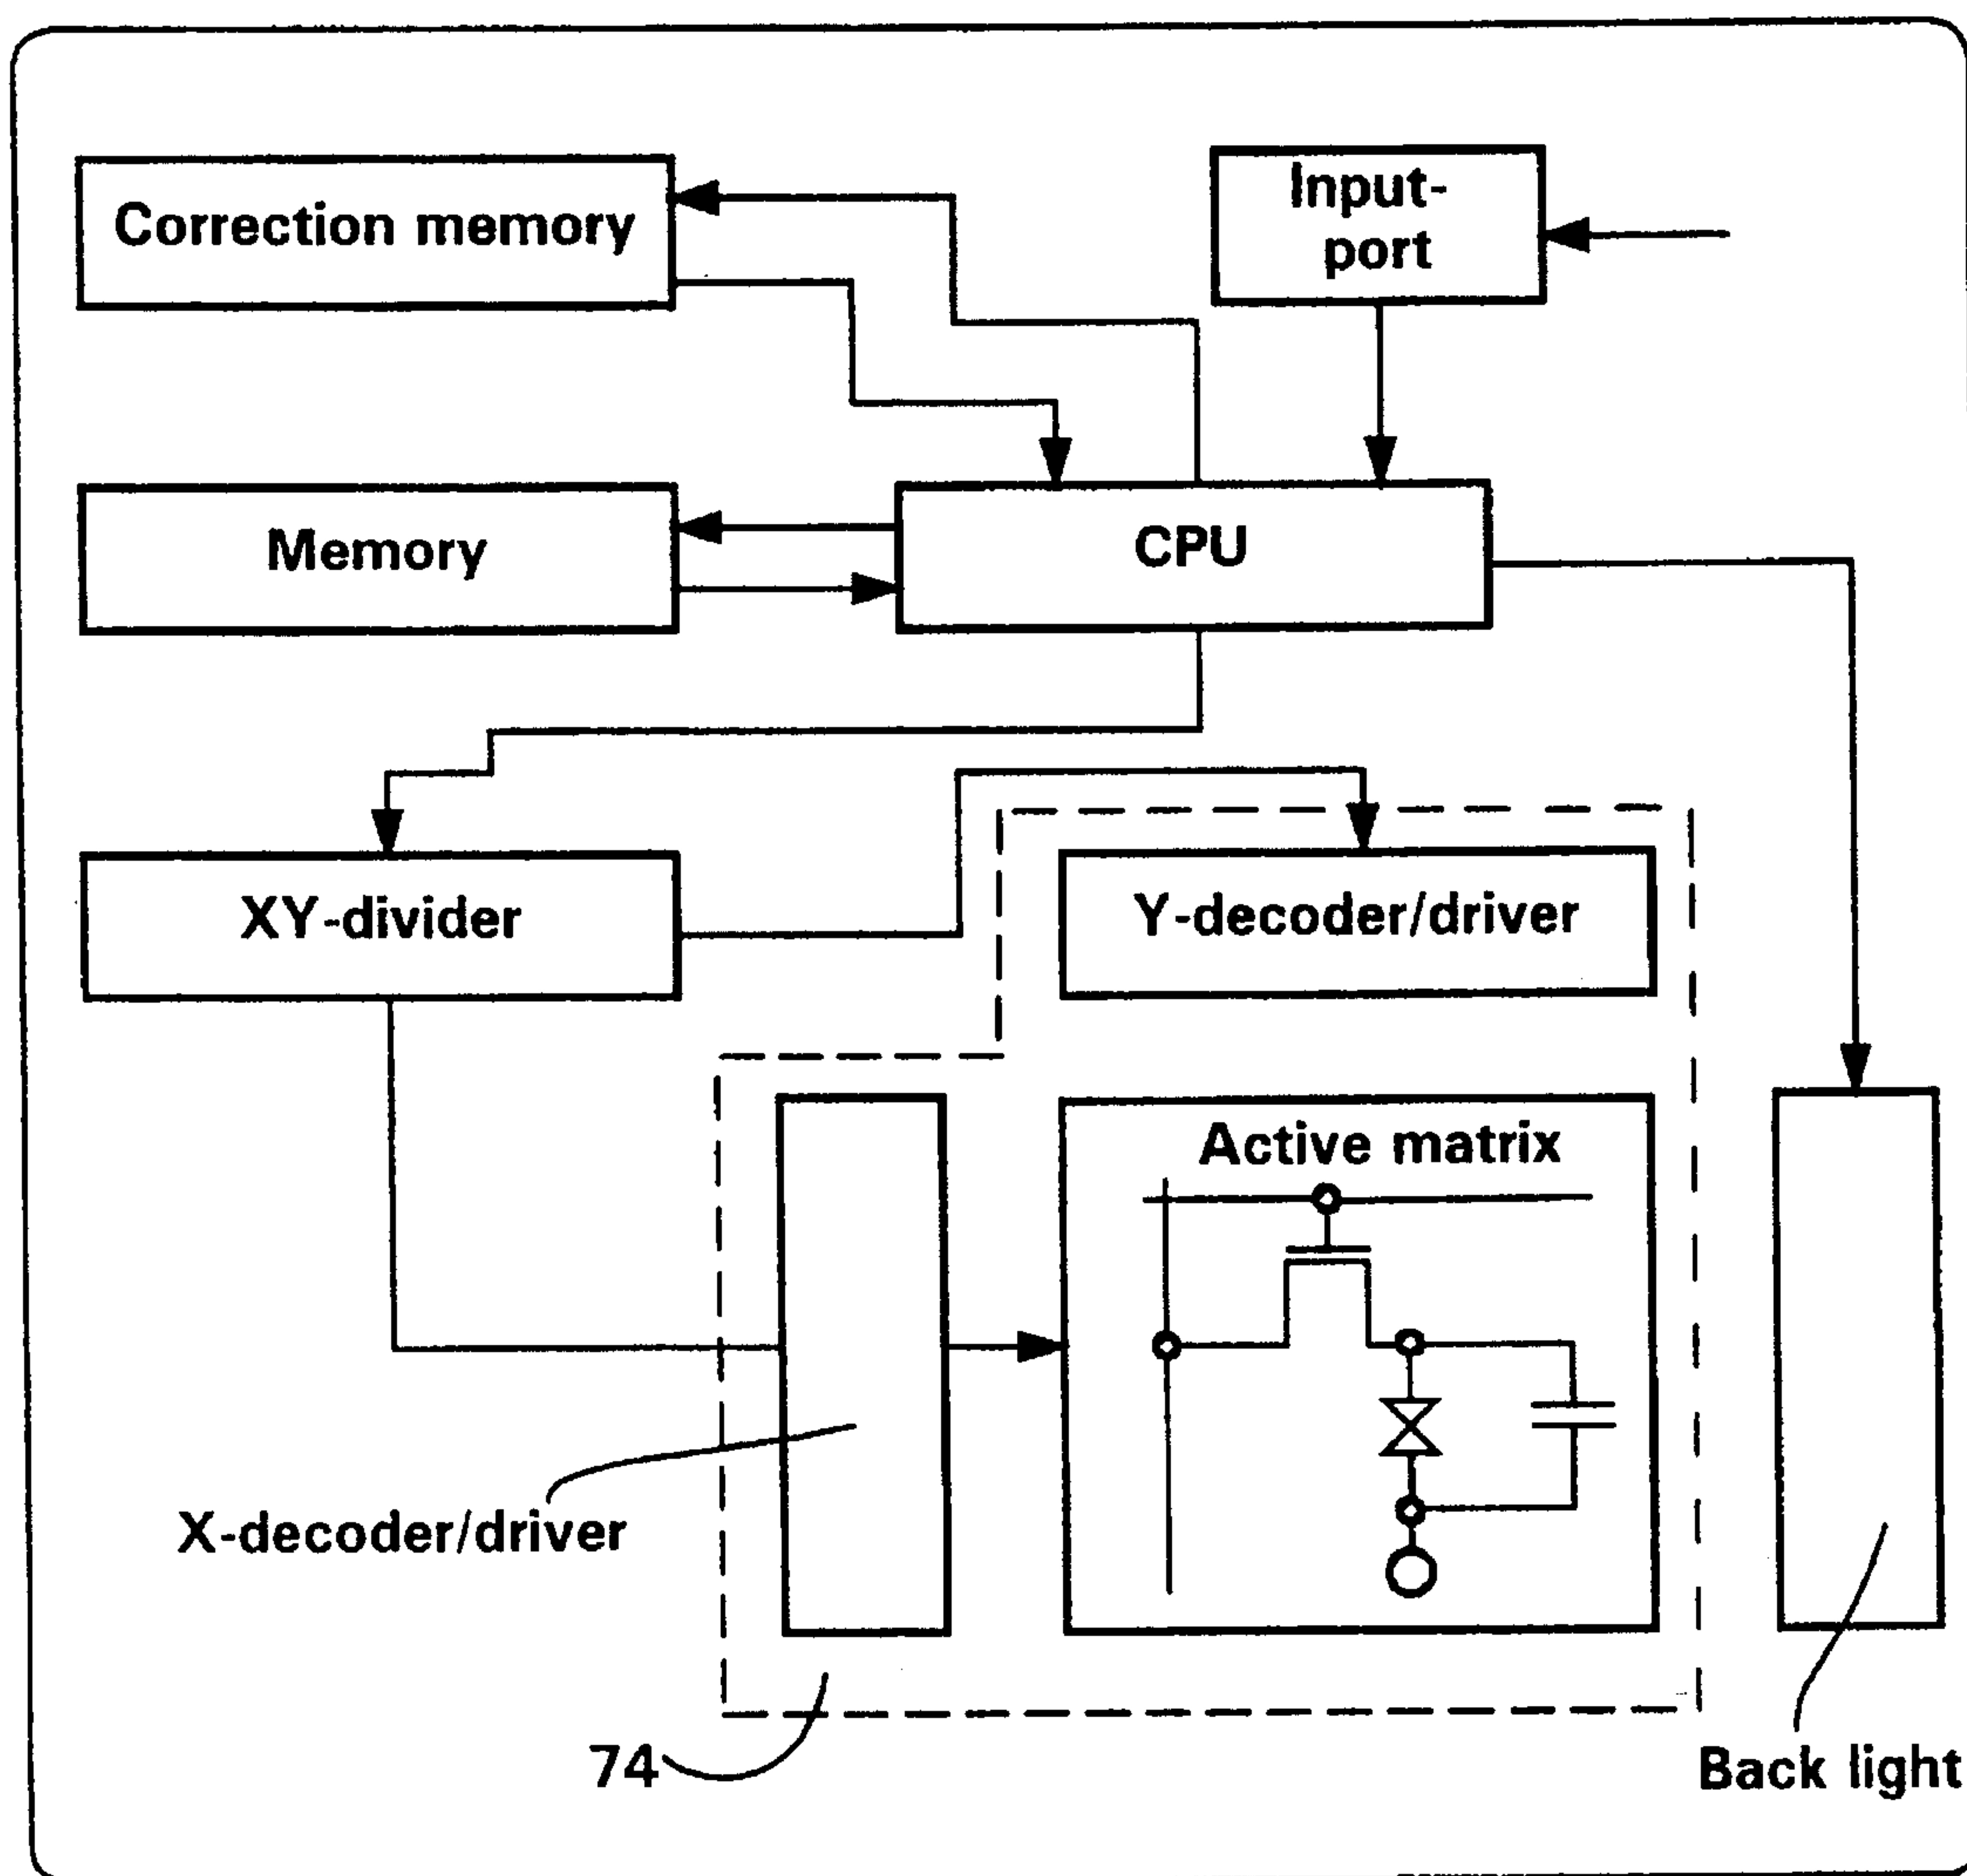 Correction memory
Input-
port
Memory
CPU
XY-divider
Y-decoder/driver
Active matrix
X-decoder/driver
74
Back light